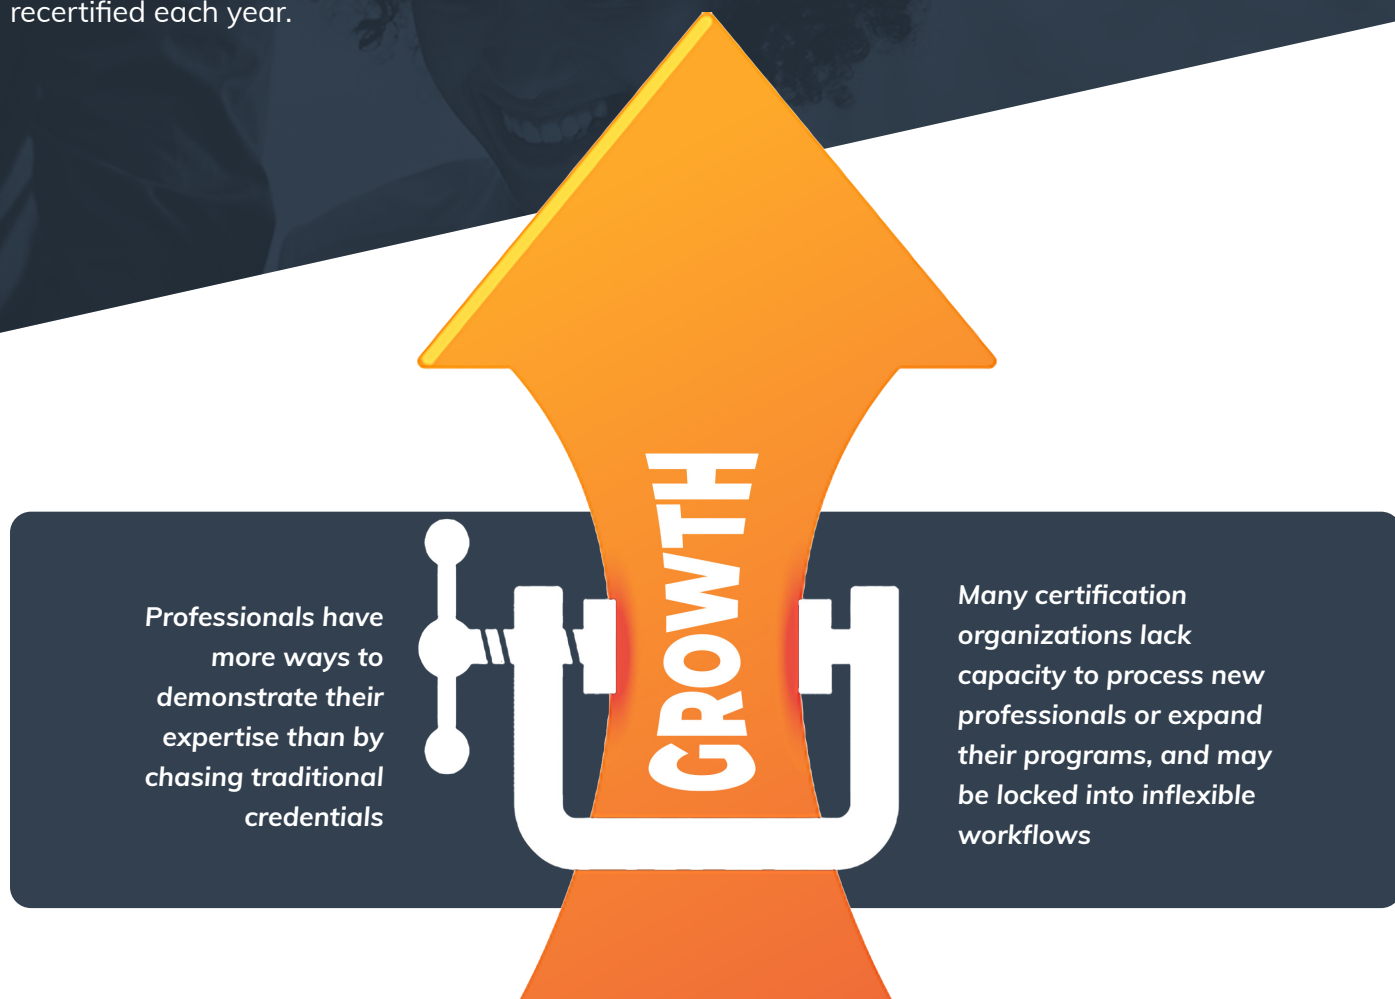 recertified each year.
GROWTH
Professionals have
more ways to
demonstrate their
expertise than by
chasing traditional
credentials
Many certification
organizations lack
capacity to process new
professionals or expand
their programs, and may
be locked into inflexible
workflows